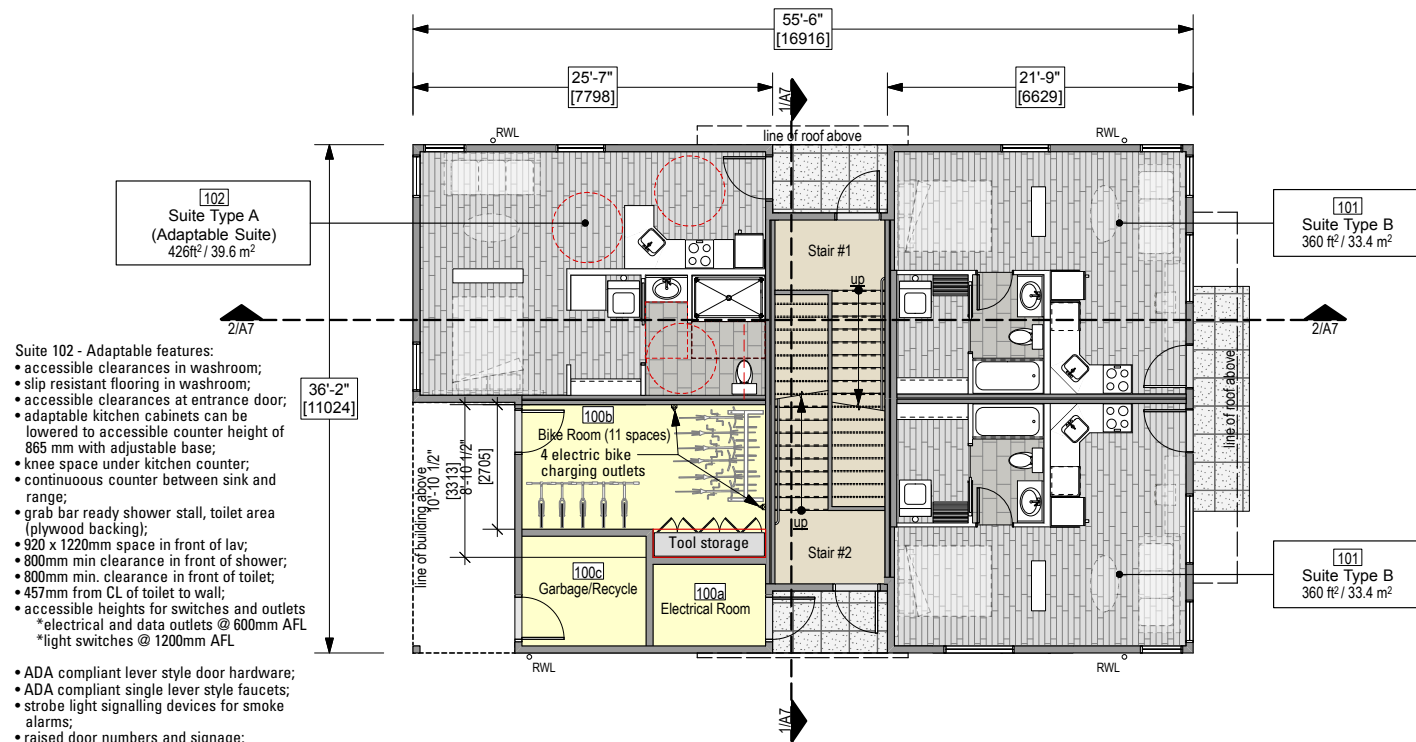 55'-6"
[16916]
25'-7"
[7798]
21'-9"
[6629]
1/A7
RWL
line of roof above
RWL
102
Suite Type A
(Adaptable Suite)
426ft² / 39.6 m²
101
Suite Type B
360 ft² / 33.4 m²
Stair #1
up
2/A7
2/A7
Suite 102 - Adaptable features:
• accessible clearances in washroom;
• slip resistant flooring in washroom;
• accessible clearances at entrance door;
• adaptable kitchen cabinets can be
lowered to accessible counter height of
865 mm with adjustable base;
• knee space under kitchen counter;
• continuous counter between sink and
range;
• grab bar ready shower stall, toilet area
(plywood backing);
• 920 x 1220mm space in front of lav;
• 800mm min clearance in front of shower;
• 800mm min. clearance in front of toilet;
• 457mm from CL of toilet to wall;
• accessible heights for switches and outlets
*electrical and data outlets @ 600mm AFL
*light switches @ 1200mm AFL
• ADA compliant lever style door hardware;
• ADA compliant single lever style faucets;
• strobe light signalling devices for smoke
alarms;
• raised door numbers and signage;
36'-2"
[11024]
line of building above
10'-10 1/2"
[3313]
8'-10 1/2"
[2705]
100b
Bike Room (11 spaces)
4 electric bike
charging outlets
line of roof above
up
Tool storage
Stair #2
100c
Garbage/Recycle
100a
Electrical Room
101
Suite Type B
360 ft² / 33.4 m²
RWL
RWL
1/A7